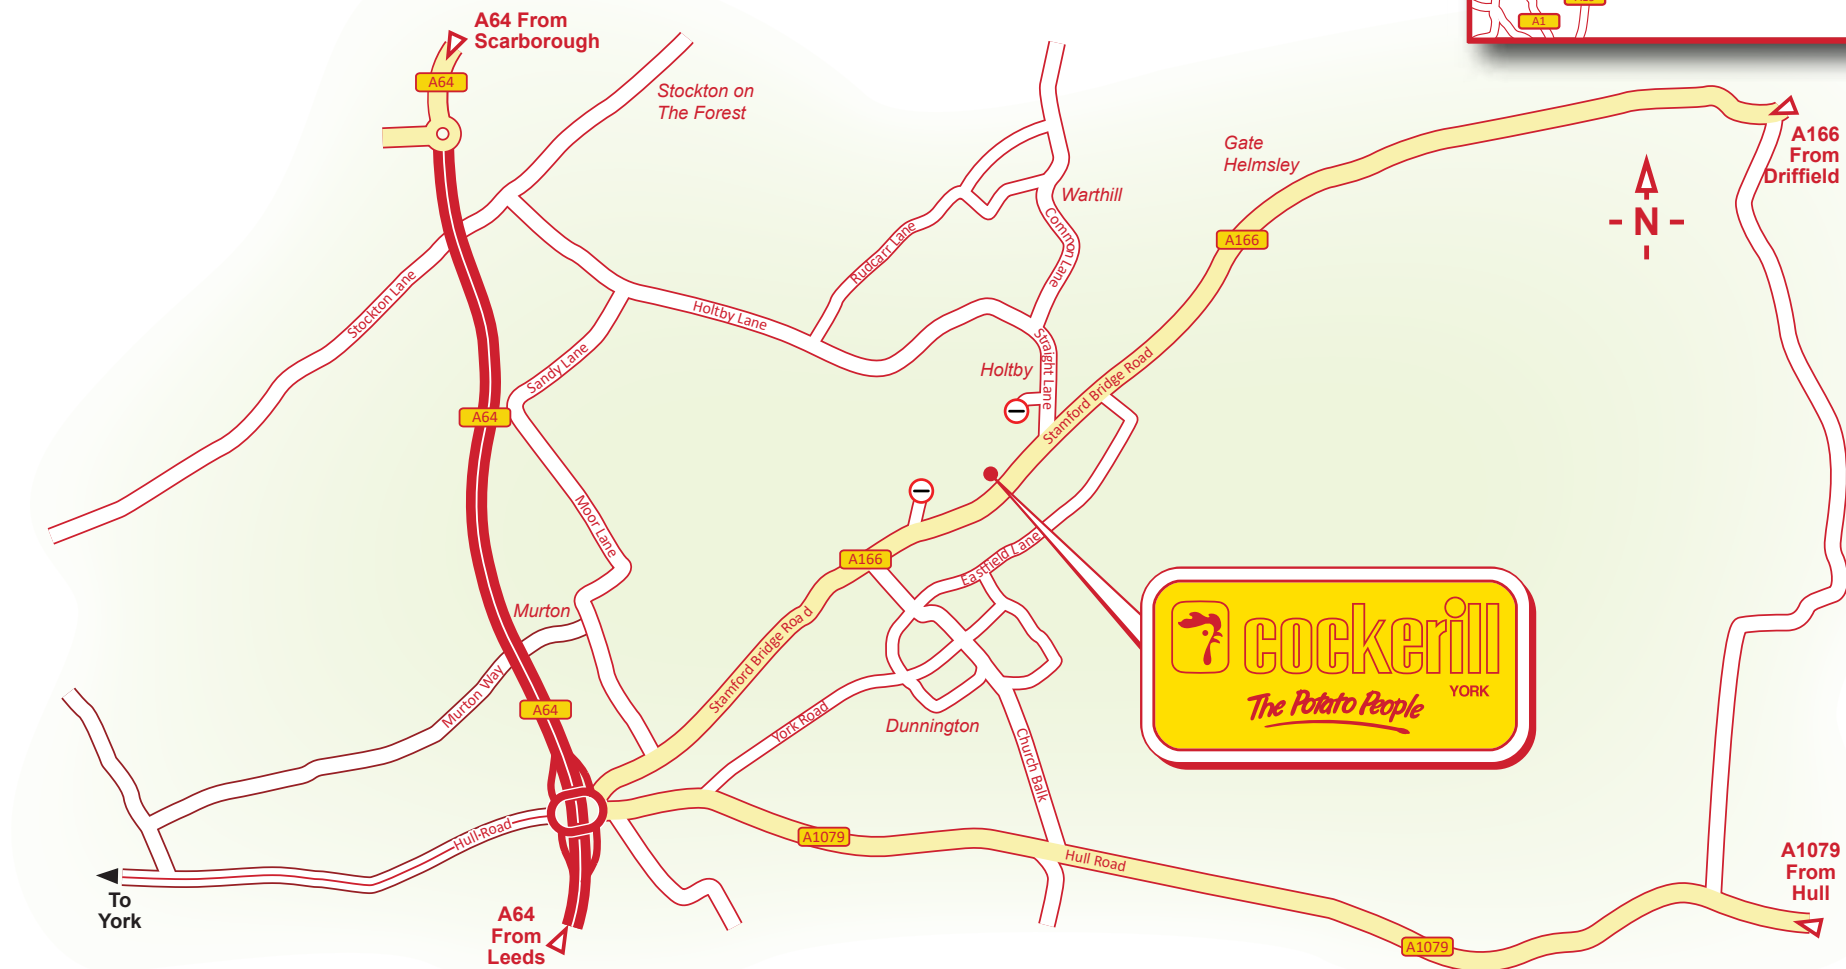 A64 From
Scarborough
A1
A64
Stockton on
The Forest
A166
From
Driffield
Gate
Helmsley
N
Warthill
Common Lane
Rudcarr Lane
A166
Stockton Lane
Holtby Lane
Straight Lane
Sandy Lane
Holtby
Stamford Bridge Road
A64
Moor Lane
A166
Eastfield Lane
Murton
Stamford Bridge Road
cockerill
YORK
The Potato People
Murton Way
A64
York Road
Dunnington
Church Balk
Hull Road
A1079
Hull Road
A1079
From
Hull
To
York
A64
From
Leeds
A1079